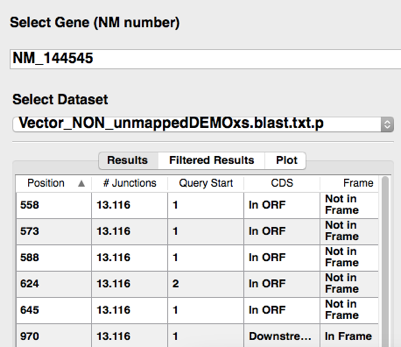 Select Gene (NM number)
NM_144545
Select Dataset
Vector_NON_unmappedDEMOxs.blast.txt.p
Results Filtered Results Plot
Position # Junctions Query Start CDS Frame
558 13.116 1 In ORF Not in Frame
573 13.116 1 In ORF Not in Frame
588 13.116 1 In ORF Not in Frame
624 13.116 2 In ORF Not in Frame
645 13.116 1 In ORF Not in Frame
970 13.116 1 Downstre... In Frame